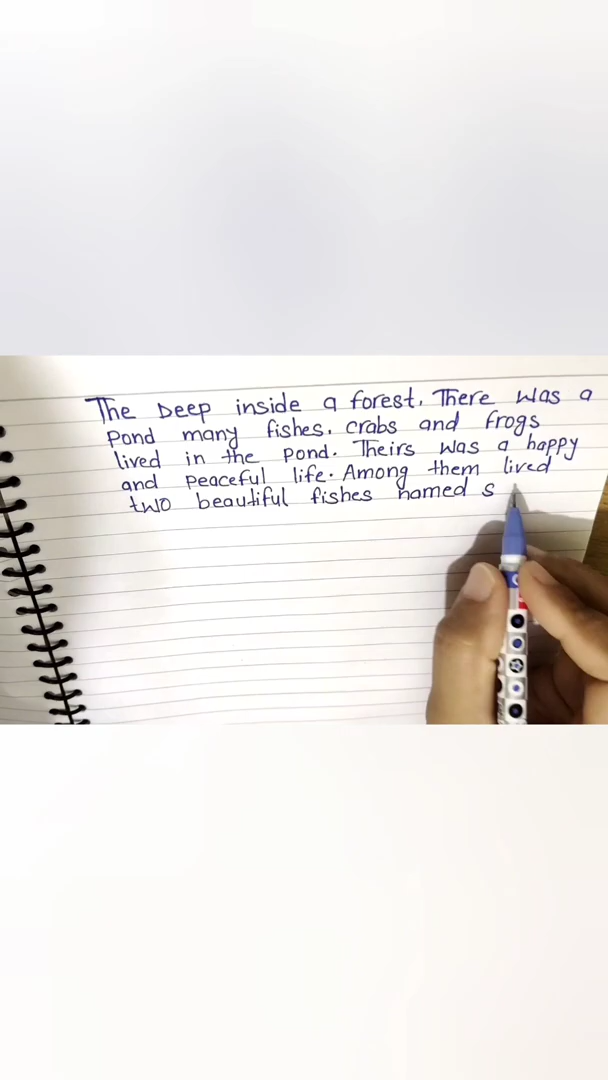 The Deep inside a forest. There was a
Pond many fishes. crabs and frogs
lived in the pond. Theirs was a happy
and peaceful life. Among them lived
two beautiful fishes named s